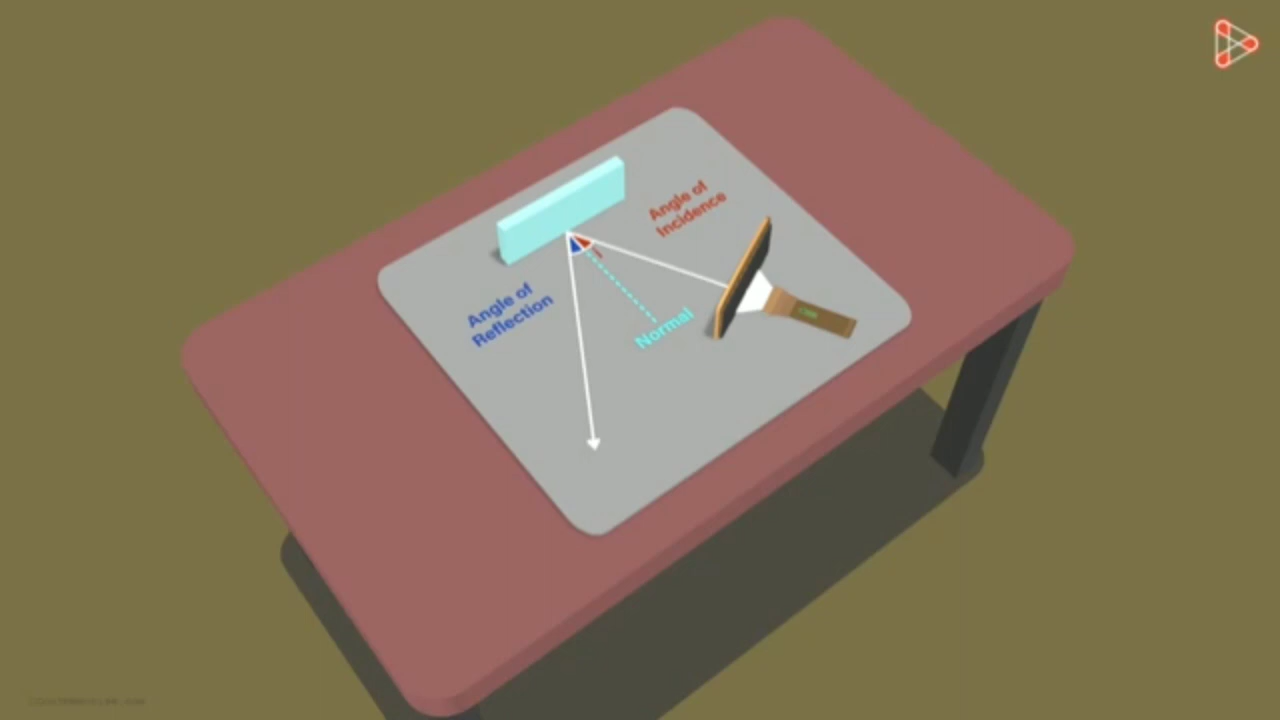 Angle of
Incidence
Angle of
Reflection
Normal